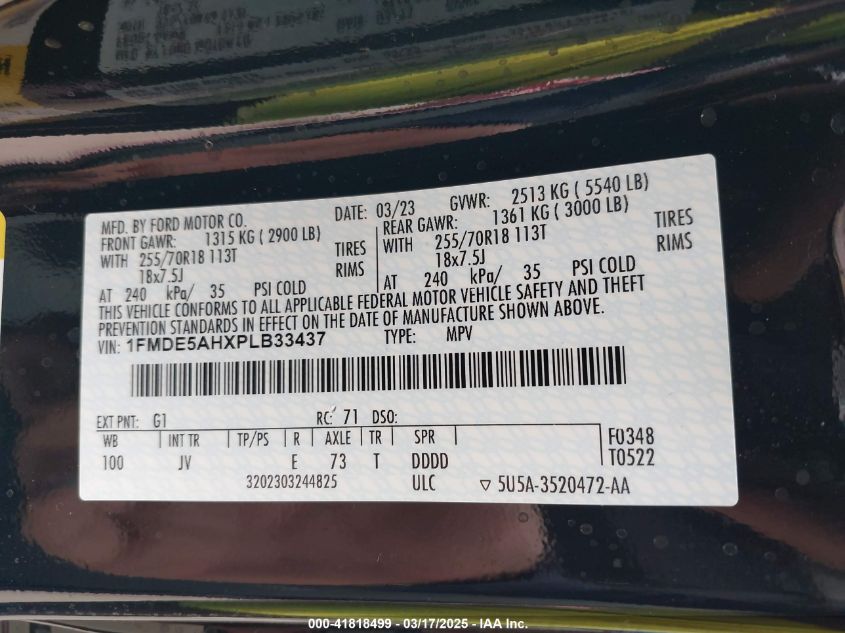 MFD. BY FORD MOTOR CO. DATE: 03/23 GVWR: 2513 KG ( 5540 LB)
FRONT GAWR: 1315 KG ( 2900 LB) REAR GAWR: 1361 KG ( 3000 LB)
WITH 255/70R18 113T TIRES WITH 255/70R18 113T TIRES
18x7.5J RIMS 18x7.5J RIMS
AT 240 kPa/ 35 PSI COLD AT 240 kPa/ 35 PSI COLD
THIS VEHICLE CONFORMS TO ALL APPLICABLE FEDERAL MOTOR VEHICLE SAFETY AND THEFT
PREVENTION STANDARDS IN EFFECT ON THE DATE OF MANUFACTURE SHOWN ABOVE.
VIN: 1FMDE5AHXPLB33437 TYPE: MPV
EXT PNT: G1 RC: 71 DSO:
WB INT TR TP/PS R AXLE TR SPR F0348
100 JV E 73 T DDDD T0522
3202303244825 ULC ▽ 5U5A-3520472-AA
000-41818499 - 03/17/2025 - IAA Inc.